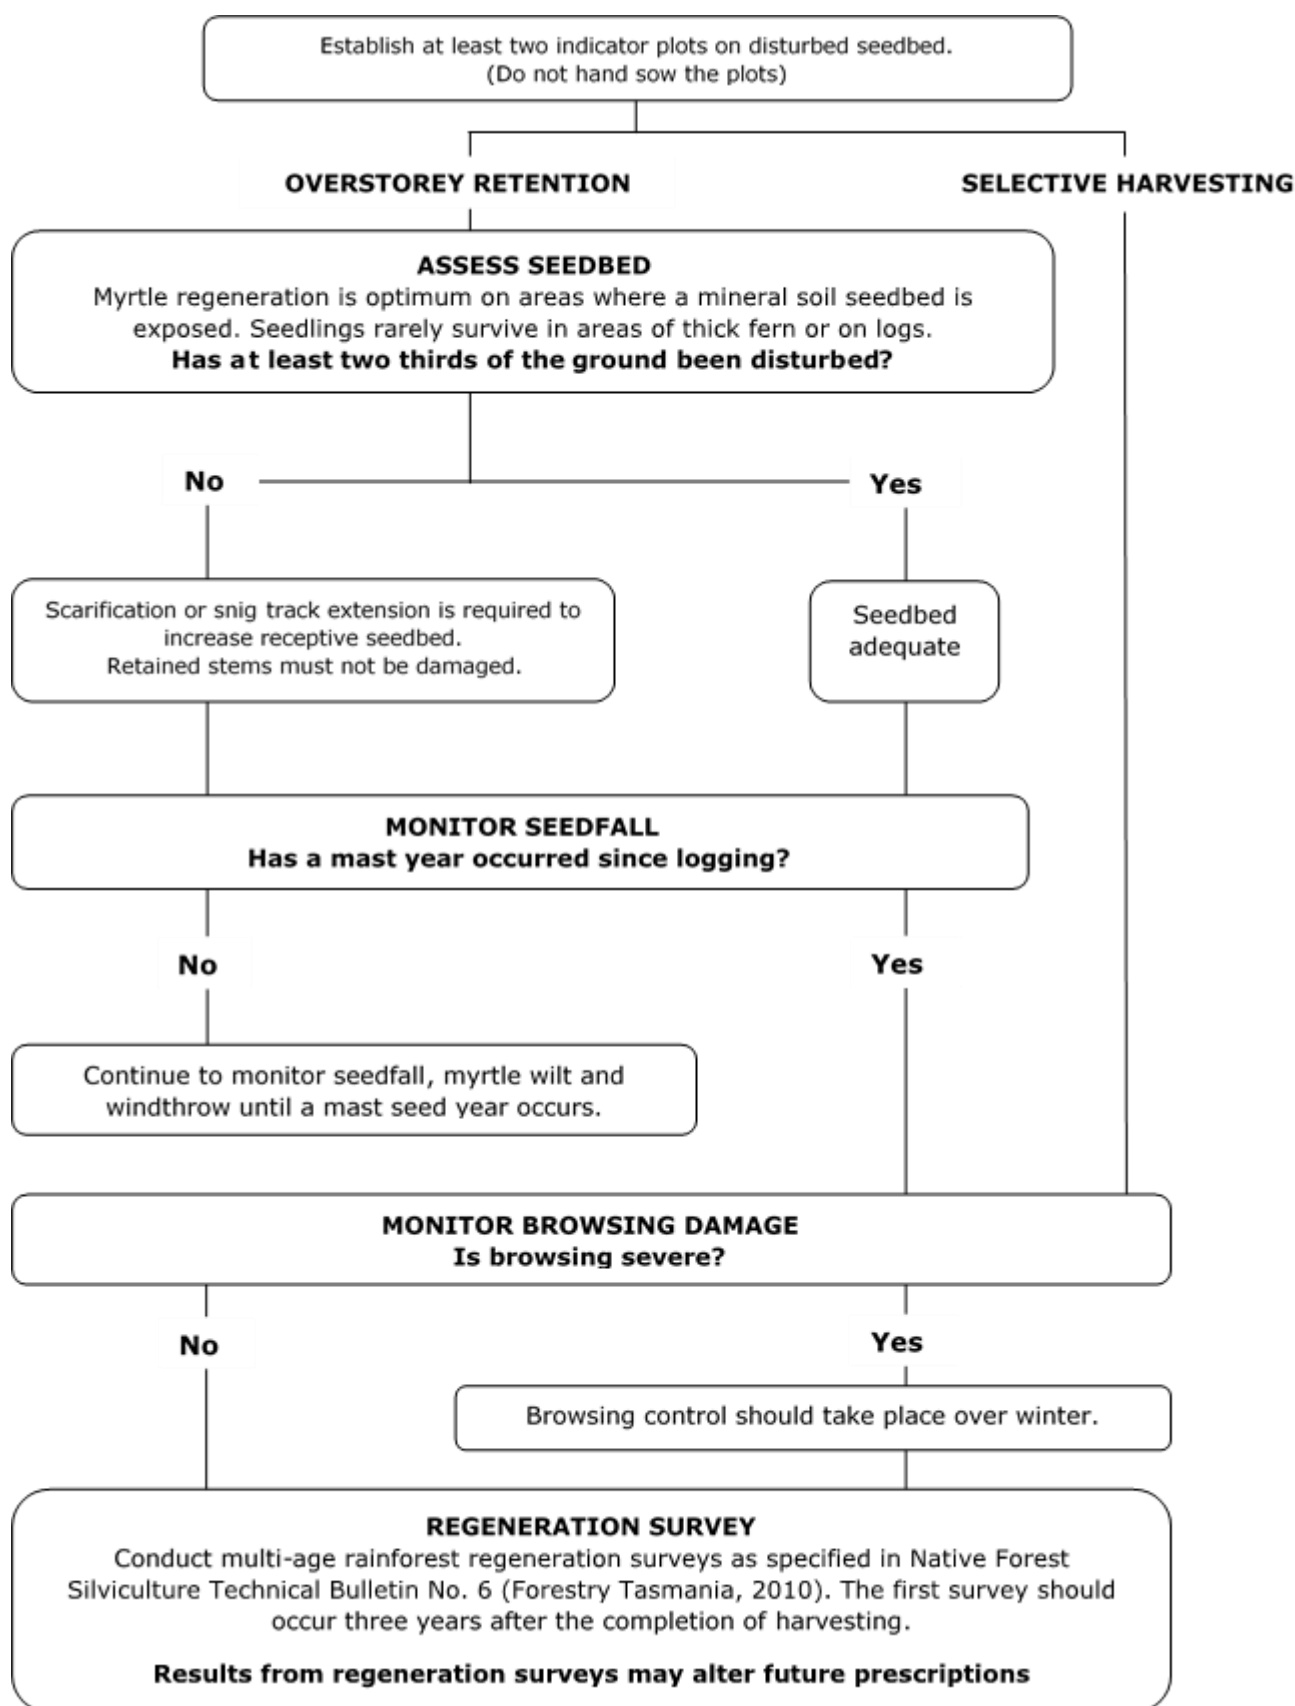 Establish at least two indicator plots on disturbed seedbed.
(Do not hand sow the plots)
OVERSTOREY RETENTION
SELECTIVE HARVESTING
ASSESS SEEDBED
Myrtle regeneration is optimum on areas where a mineral soil seedbed is
exposed. Seedlings rarely survive in areas of thick fern or on logs.
Has at least two thirds of the ground been disturbed?
No
Yes
Scarification or snig track extension is required to
increase receptive seedbed.
Retained stems must not be damaged.
Seedbed
adequate
MONITOR SEEDFALL
Has a mast year occurred since logging?
No
Yes
Continue to monitor seedfall, myrtle wilt and
windthrow until a mast seed year occurs.
MONITOR BROWSING DAMAGE
Is browsing severe?
No
Yes
Browsing control should take place over winter.
REGENERATION SURVEY
Conduct multi-age rainforest regeneration surveys as specified in Native Forest
Silviculture Technical Bulletin No. 6 (Forestry Tasmania, 2010). The first survey should
occur three years after the completion of harvesting.
Results from regeneration surveys may alter future prescriptions